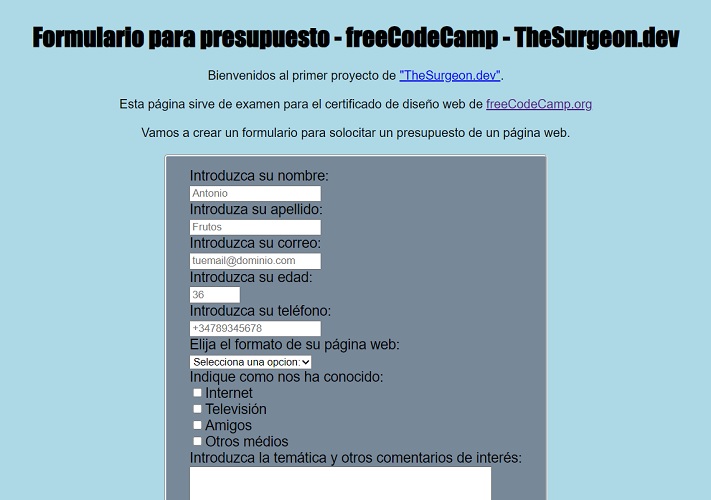 Formulario para presupuesto - freeCodeCamp - TheSurgeon.dev
Bienvenidos al primer proyecto de "TheSurgeon.dev".
Esta página sirve de examen para el certificado de diseño web de freeCodeCamp.org
Vamos a crear un formulario para solocitar un presupuesto de un página web.
Introduzca su nombre:
Antonio
Introduza su apellido:
Frutos
Introduzca su correo:
tuemail@dominio.com
Introduzca su edad:
36
Introduzca su teléfono:
+34789345678
Elija el formato de su página web:
Selecciona una opcion:
Indique como nos ha conocido:
Internet
Televisión
Amigos
Otros médios
Introduzca la temática y otros comentarios de interés: